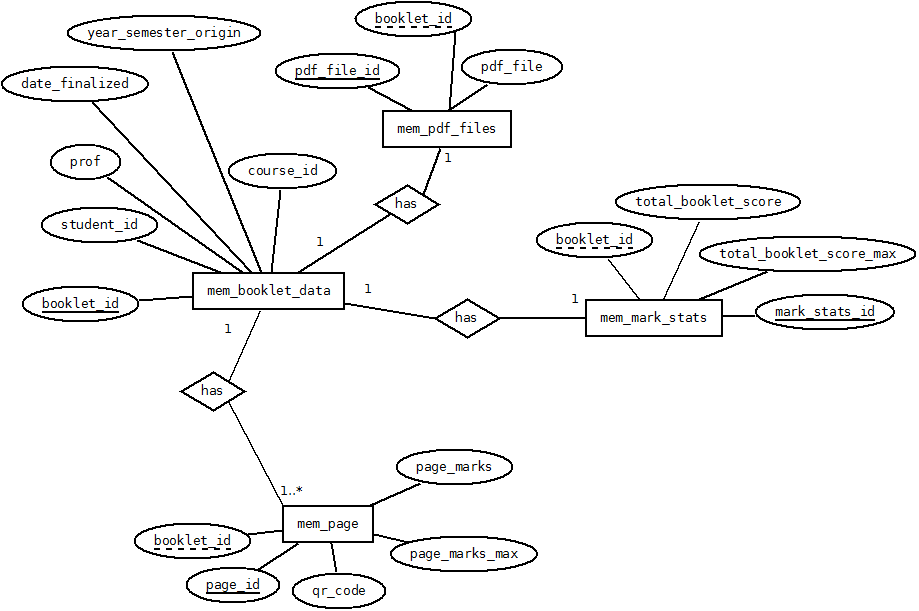 booklet_id
year_semester_origin
pdf_file_id
pdf_file
date_finalized
mem_pdf_files
1
prof
course_id
has
total_booklet_score
student_id
1
booklet_id
total_booklet_score_max
mem_booklet_data
1
booklet_id
1
has
mem_mark_stats
mark_stats_id
1
has
page_marks
1..*
mem_page
booklet_id
page_marks_max
page_id
qr_code